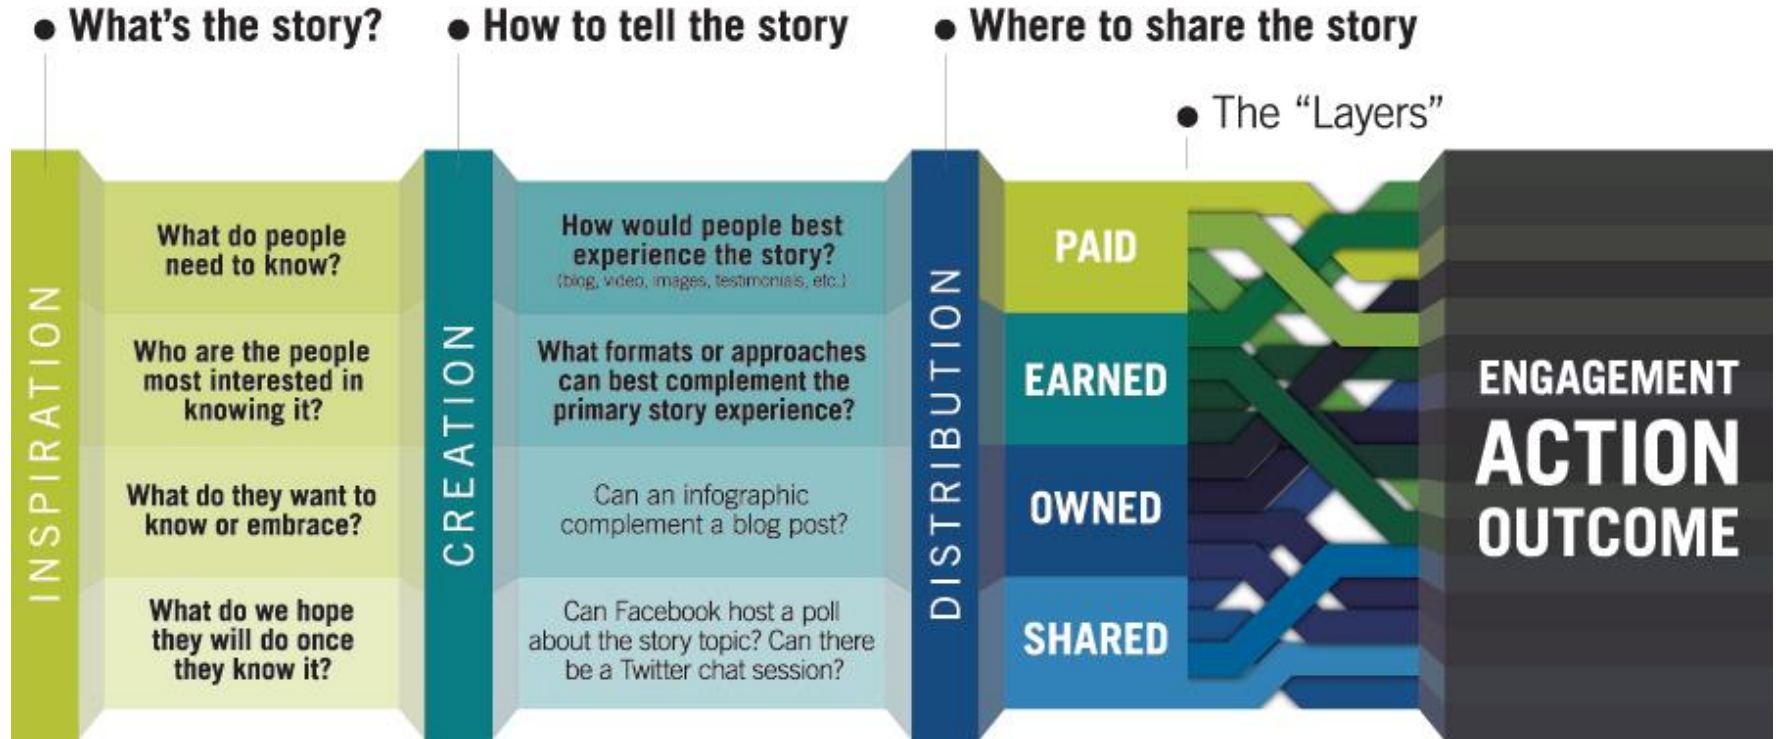 ● What's the story?
● How to tell the story
● Where to share the story
● The “Layers”
INSPIRATION
What do people
need to know?
Who are the people
most interested in
knowing it?
What do they want to
know or embrace?
What do we hope
they will do once
they know it?
CREATION
How would people best
experience the story?
(blog, video, images, testimonials, etc.)
What formats or approaches
can best complement the
primary story experience?
Can an infographic
complement a blog post?
Can Facebook host a poll
about the story topic? Can there
be a Twitter chat session?
DISTRIBUTION
PAID
EARNED
OWNED
SHARED
ENGAGEMENT
ACTION
OUTCOME